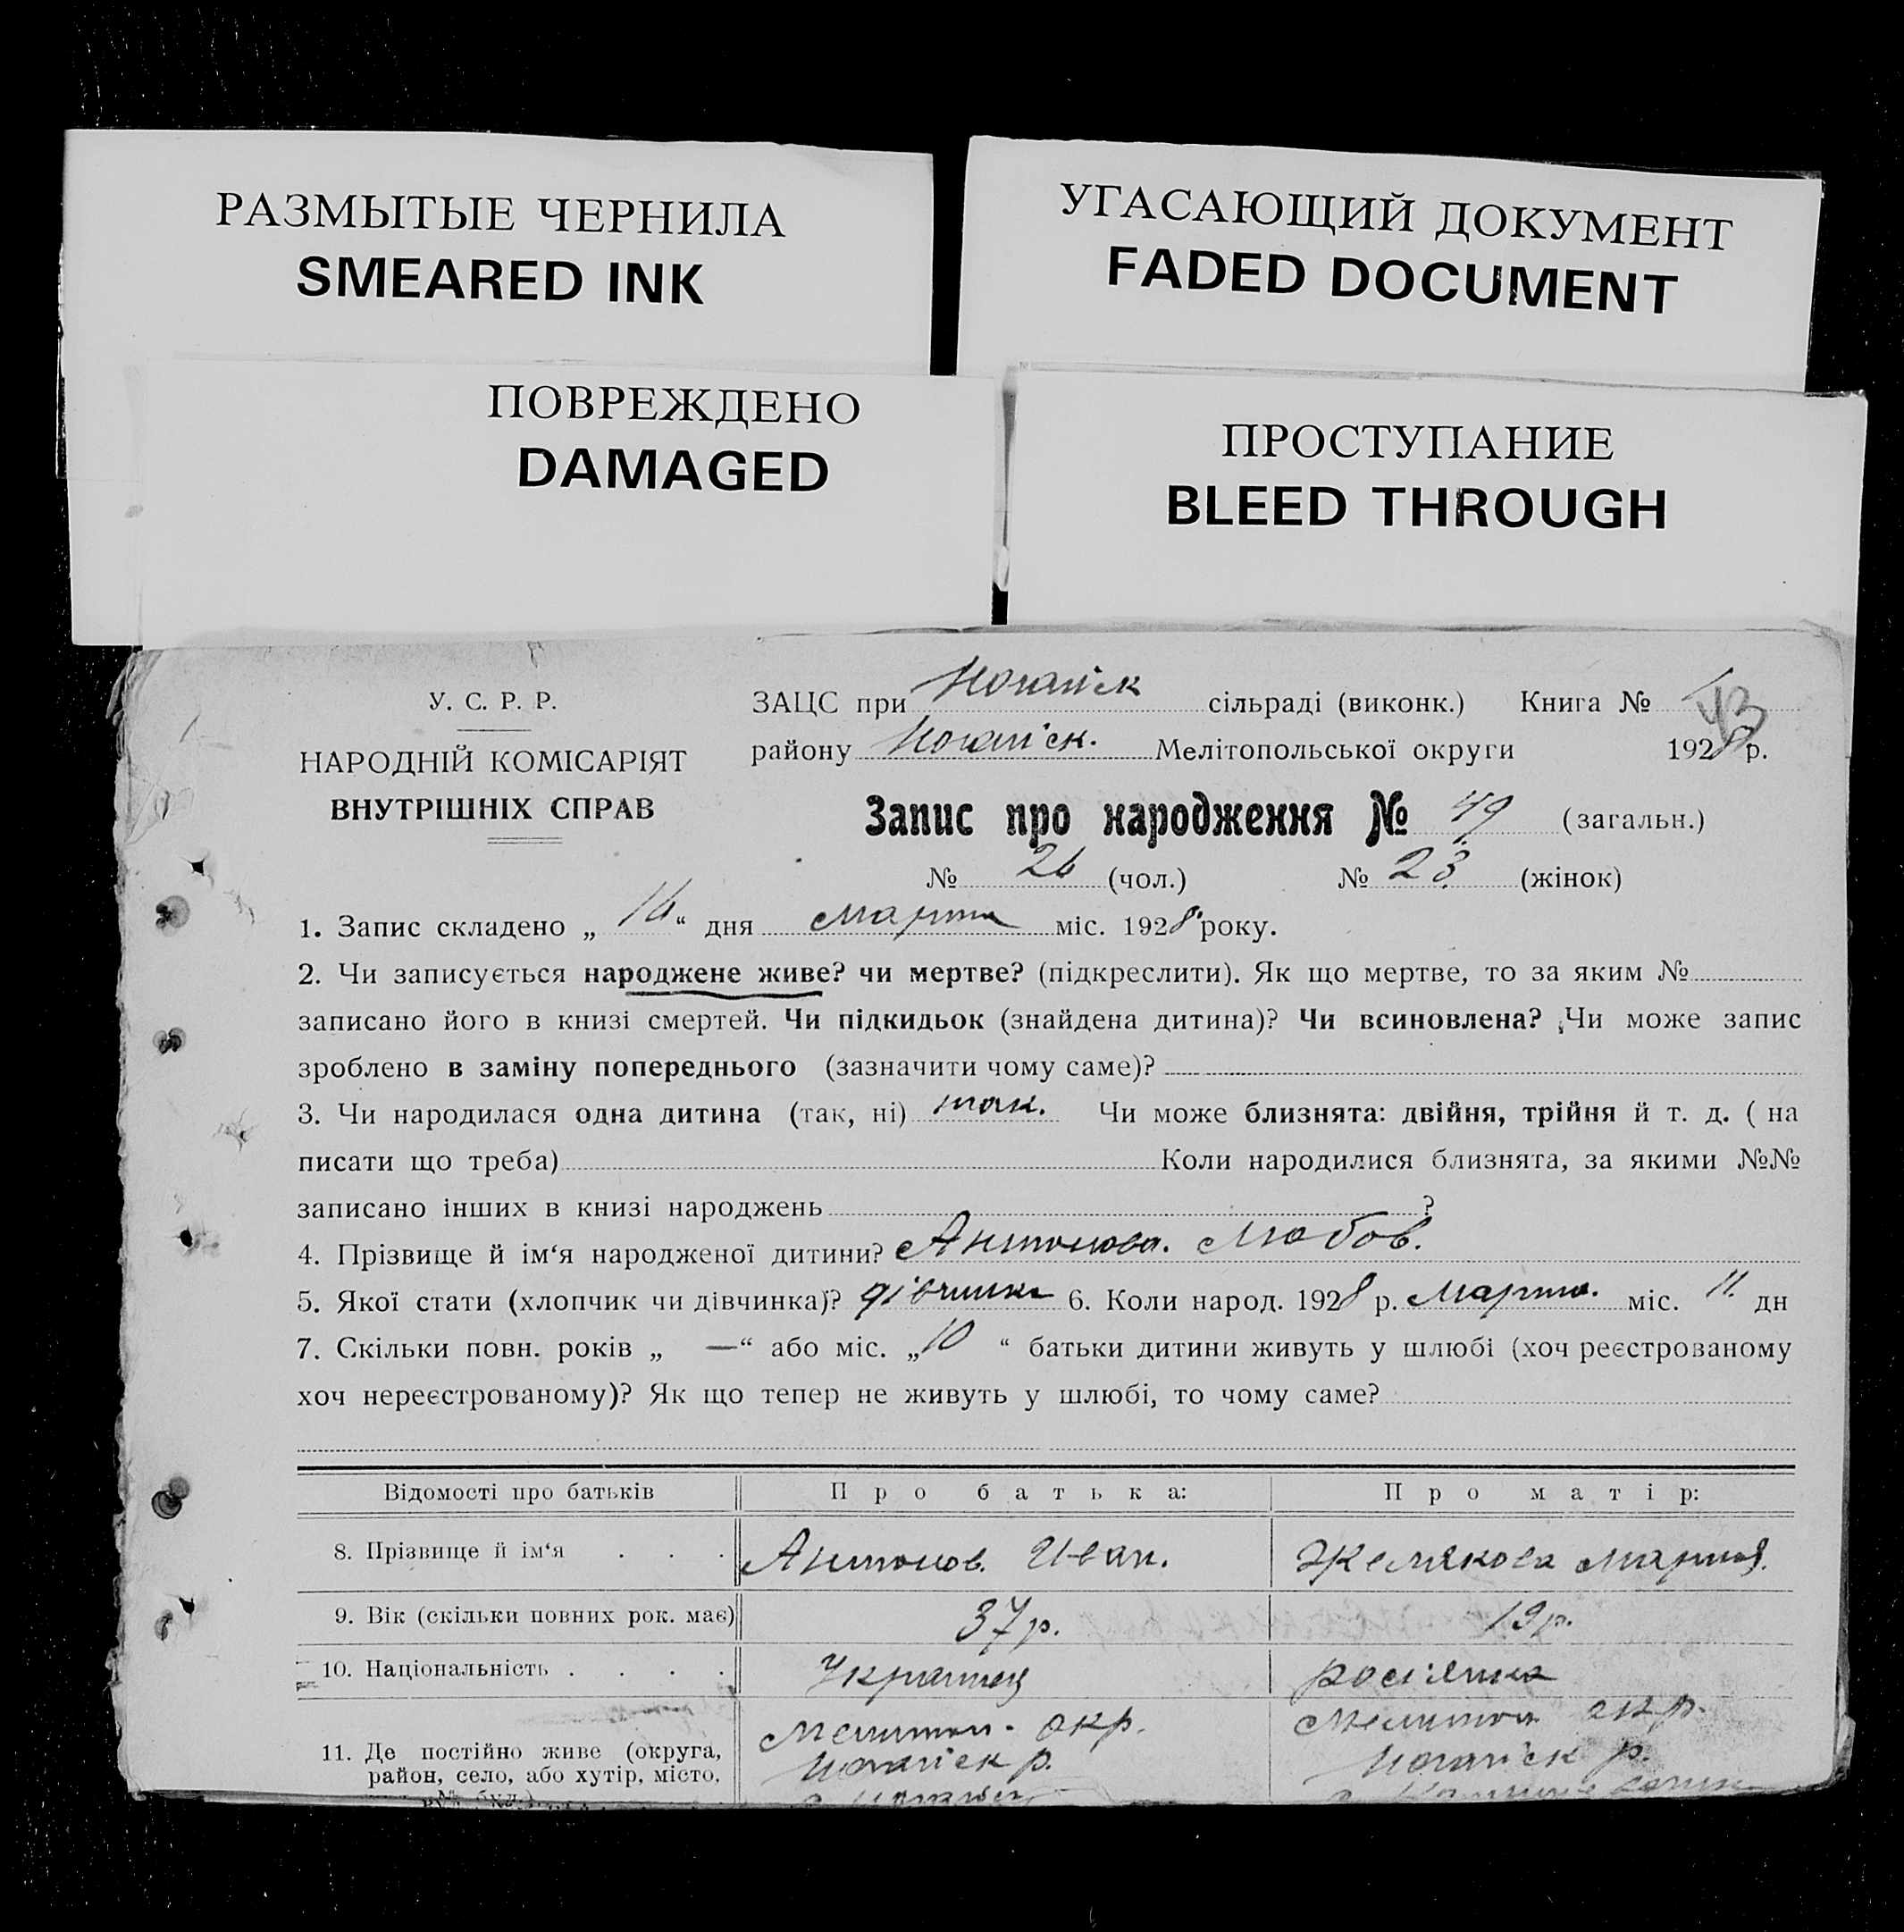 РАЗМЫТЫЕ ЧЕРНИЛА
SMEARED INK
УГАСАЮЩИЙ ДОКУМЕНТ
FADED DOCUMENT
ПОВРЕЖДЕНО
DAMAGED
ПРОСТУПАНИЕ
BLEED THROUGH
У. С. Р. Р.
НАРОДНІЙ КОМІСАРІЯТ
ВНУТРІШНІХ СПРАВ
ЗАЦС при Ногайськ сільраді (виконк.) Книга №
району Ногайськ. Мелітопольської округи 1928 р.
Запис про народження № 49 (загальн.)
№ 26 (чол.) № 23. (жінок)
1. Запис складено „ 16 “ дня марта міс. 1928 року.
2. Чи записується народжене живе? чи мертве? (підкреслити). Як що мертве, то за яким №
записано його в книзі смертей. Чи підкидьок (знайдена дитина)? Чи всиновлена? Чи може запис
зроблено в заміну попереднього (зазначити чому саме)?
3. Чи народилася одна дитина (так, ні) так. Чи може близнята: двійня, трійня й т. д. ( на
писати що треба) Коли народилися близнята, за якими №№
записано інших в книзі народжень ?
4. Прізвище й ім‘я народженої дитини? Антонова. Любов.
5. Якої стати (хлопчик чи дівчинка)? дівчинка 6. Коли народ. 1928 р. Марта. міс. 11. дн
7. Скільки повн. років „ —“ або міс. „10 “ батьки дитини живуть у шлюбі (хоч реєстрованому
хоч нереєстрованому)? Як що тепер не живуть у шлюбі, то чому саме?
Відомості про батьків Про батька: Про матір:
8. Прізвище й ім‘я . . . Антонов. Иван. Желякова Мария.
9. Вік (скільки повних рок. має) 37 р. 19 р.
10. Національність . . . . Українец росіянка
11. Де постійно живе (округа, Мелитоп. окр. Мелитоп окр.
район, село, або хутір, місто, Ногайськ р. Ногайськ р.